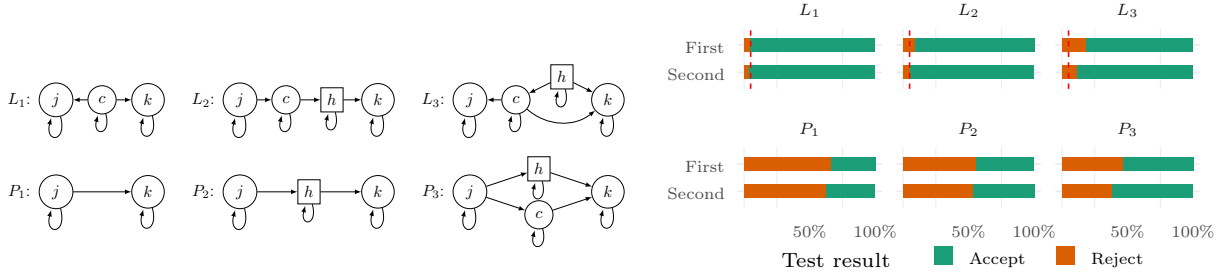 L₁: j c k
L₂: j c h k
L₃: j c h k
P₁: j k
P₂: j h k
P₃: j h c k
L₁ L₂ L₃
First
Second
P₁ P₂ P₃
First
Second
50% 100% 50% 100% 50% 100%
Test result Accept Reject